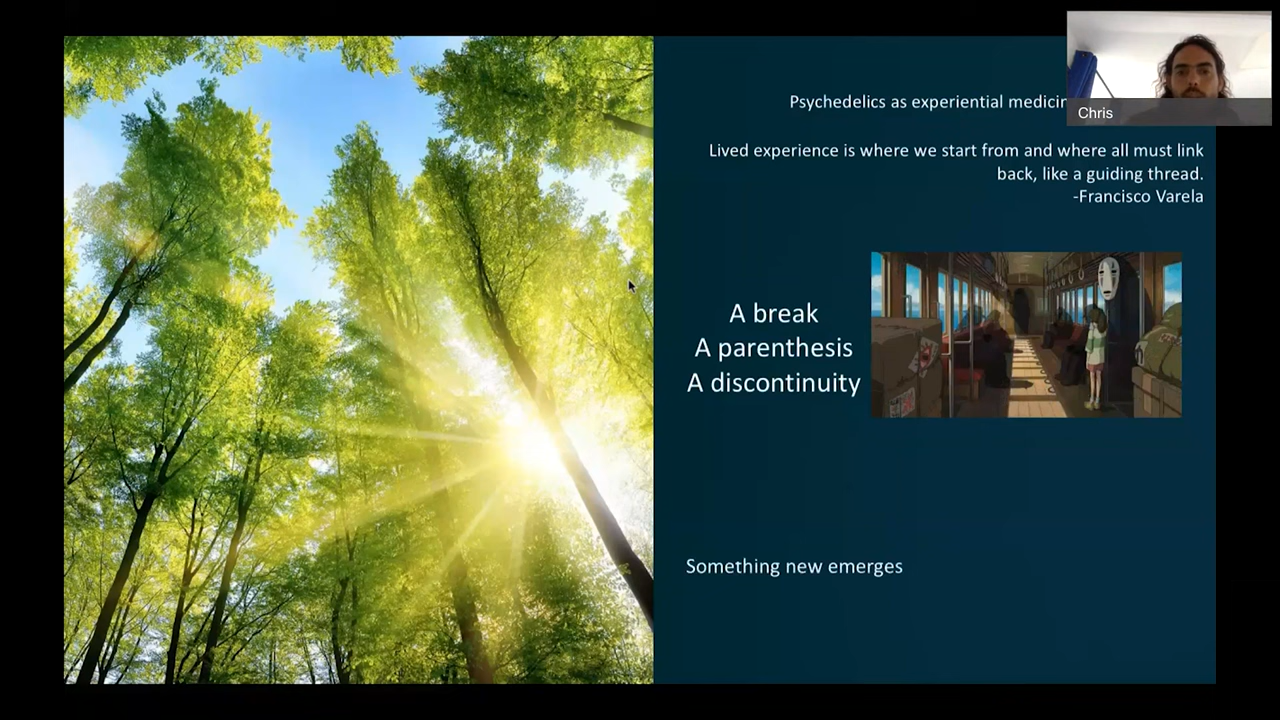 Psychedelics as experiential
Chris
Lived experience is where we start from and where all must link
back, like a guiding thread.
-Francisco Varela
A break
A parenthesis
A discontinuity
Something new emerges